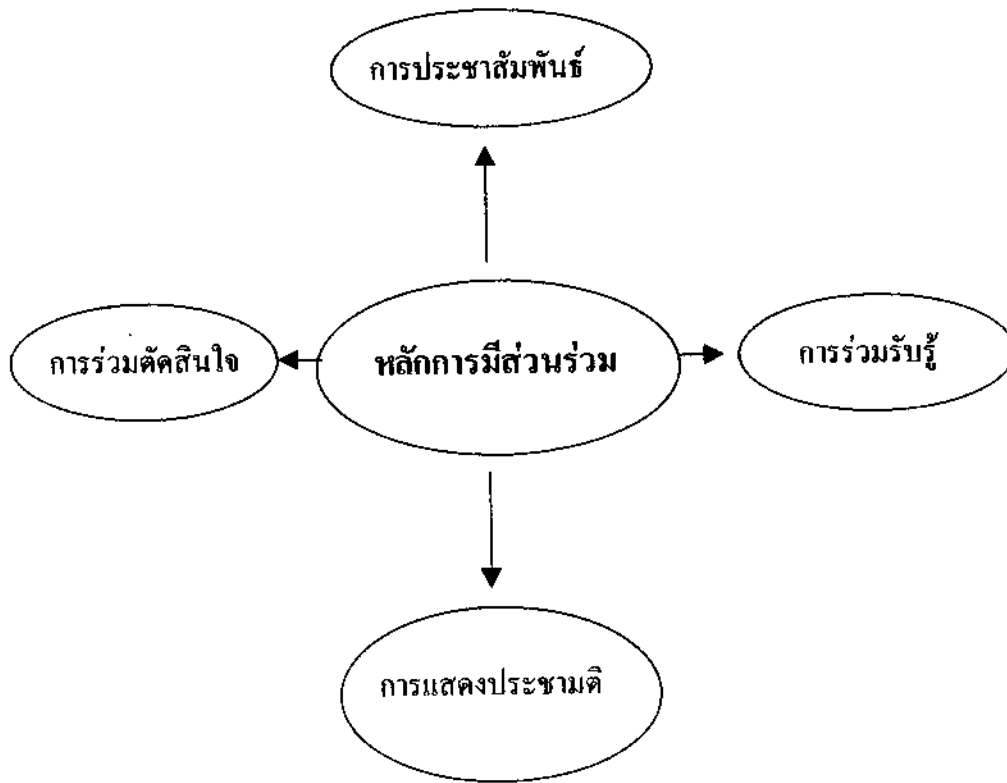 การประชาสัมพันธ์
การร่วมตัดสินใจ
หลักการมีส่วนร่วม
การร่วมรับรู้
การแสดงประชามติ